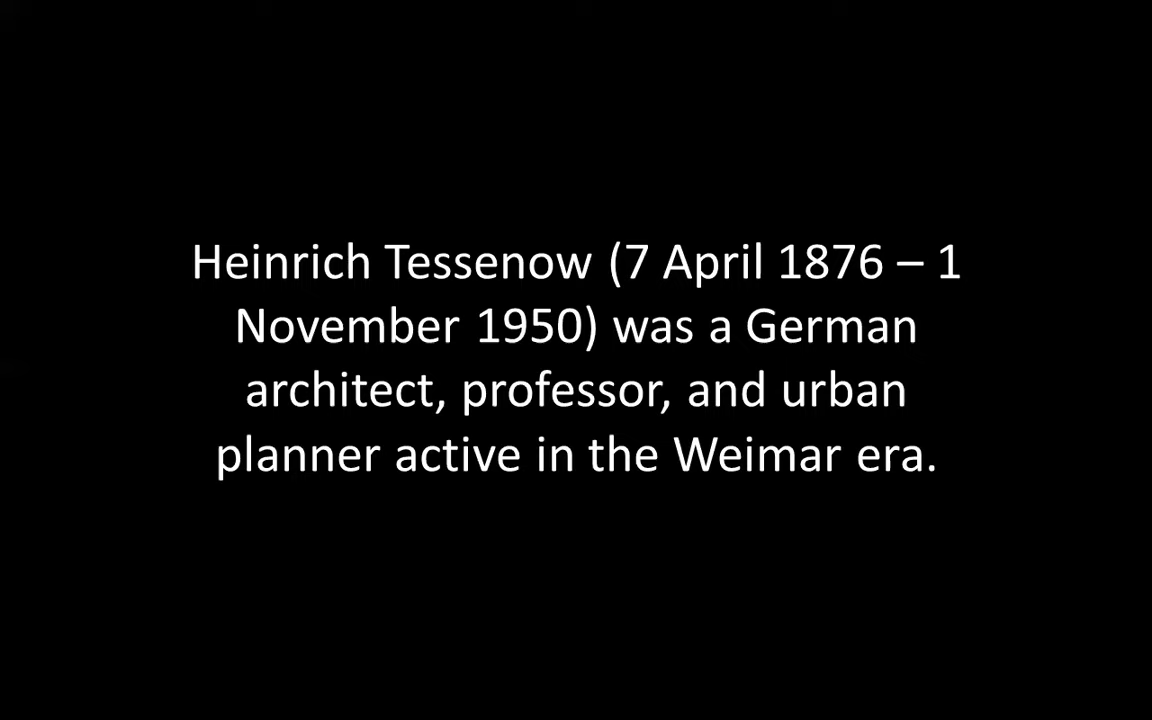 Heinrich Tessenow (7 April 1876 – 1
November 1950) was a German
architect, professor, and urban
planner active in the Weimar era.